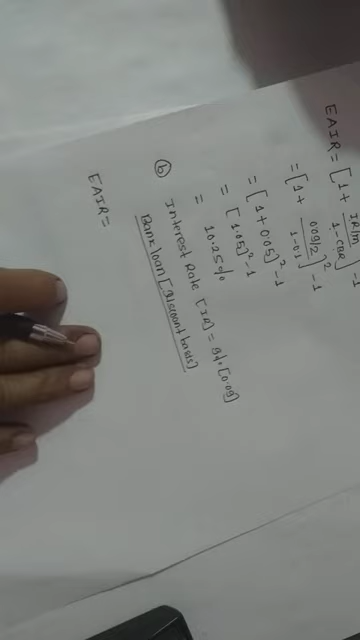 EAIR = [1 + IR/m / 1-CBR] -1
= [1 + 0.09/2 / 1-0.1]² -1
= [1 + 0.05]² -1
= [1.05]² -1
= 10.25%
(b) Interest Rate [IR] = 9% [0.09]
Bank loan [discount basis]
EAIR =